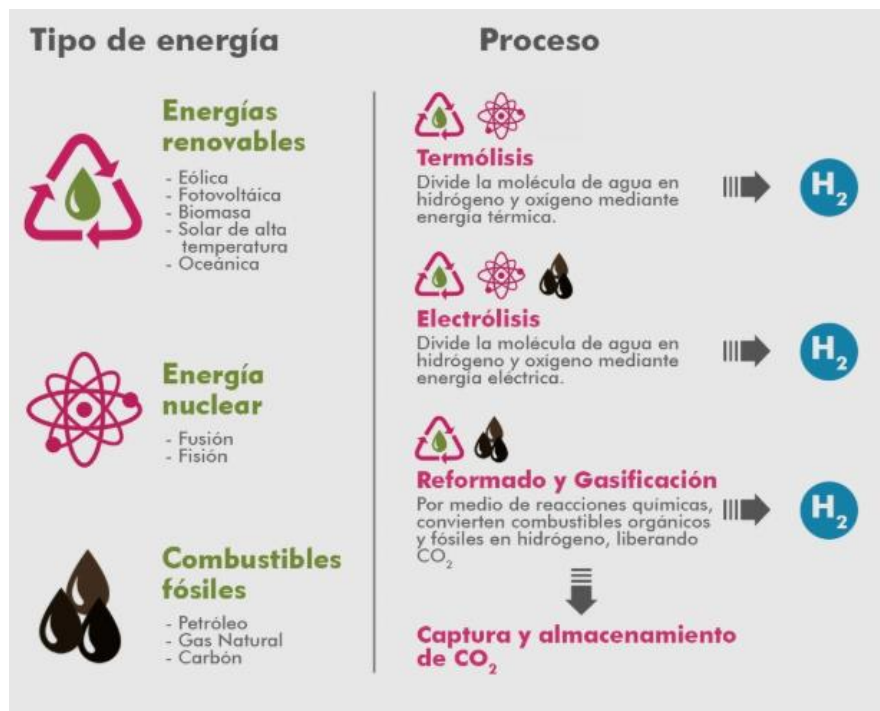 Tipo de energía
Energías
renovables
- Eólica
- Fotovoltáica
- Biomasa
- Solar de alta
temperatura
- Oceánica
Energía
nuclear
- Fusión
- Fisión
Combustibles
fósiles
- Petróleo
- Gas Natural
- Carbón
Proceso
Termólisis
Divide la molécula de agua en
hidrógeno y oxígeno mediante
energía térmica.
H₂
Electrólisis
Divide la molécula de agua en
hidrógeno y oxígeno mediante
energía eléctrica.
H₂
Reformado y Gasificación
Por medio de reacciones químicas,
convierten combustibles orgánicos
y fósiles en hidrógeno, liberando
CO₂
H₂
Captura y almacenamiento
de CO₂